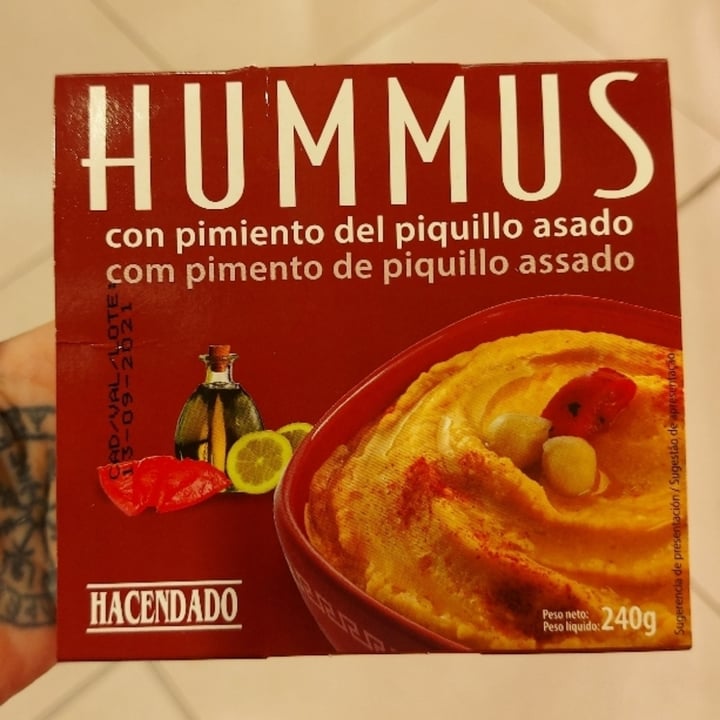 HUMMUS
con pimiento del piquillo asado
com pimento de piquillo assado
CAD/VAL/LOTE:
13-09-2021
HACENDADO
Peso neto:
Peso líquido: 240g
Sugerencia de presentación / Sugestão de apresentação